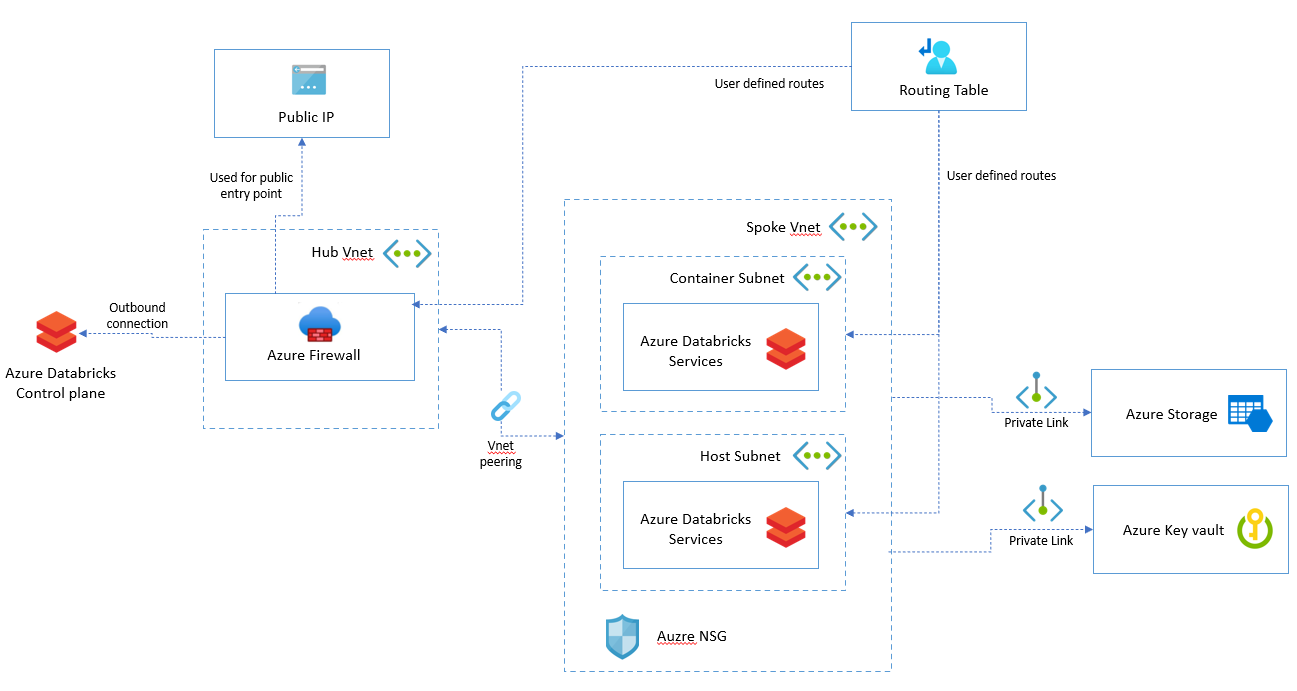 Public IP
User defined routes
Routing Table
Used for public
entry point
User defined routes
Hub Vnet
Spoke Vnet
Container Subnet
Outbound
connection
Azure Firewall
Azure Databricks
Services
Azure Databricks
Control plane
Private Link
Azure Storage
Vnet
peering
Host Subnet
Azure Databricks
Services
Private Link
Azure Key vault
Auzre NSG